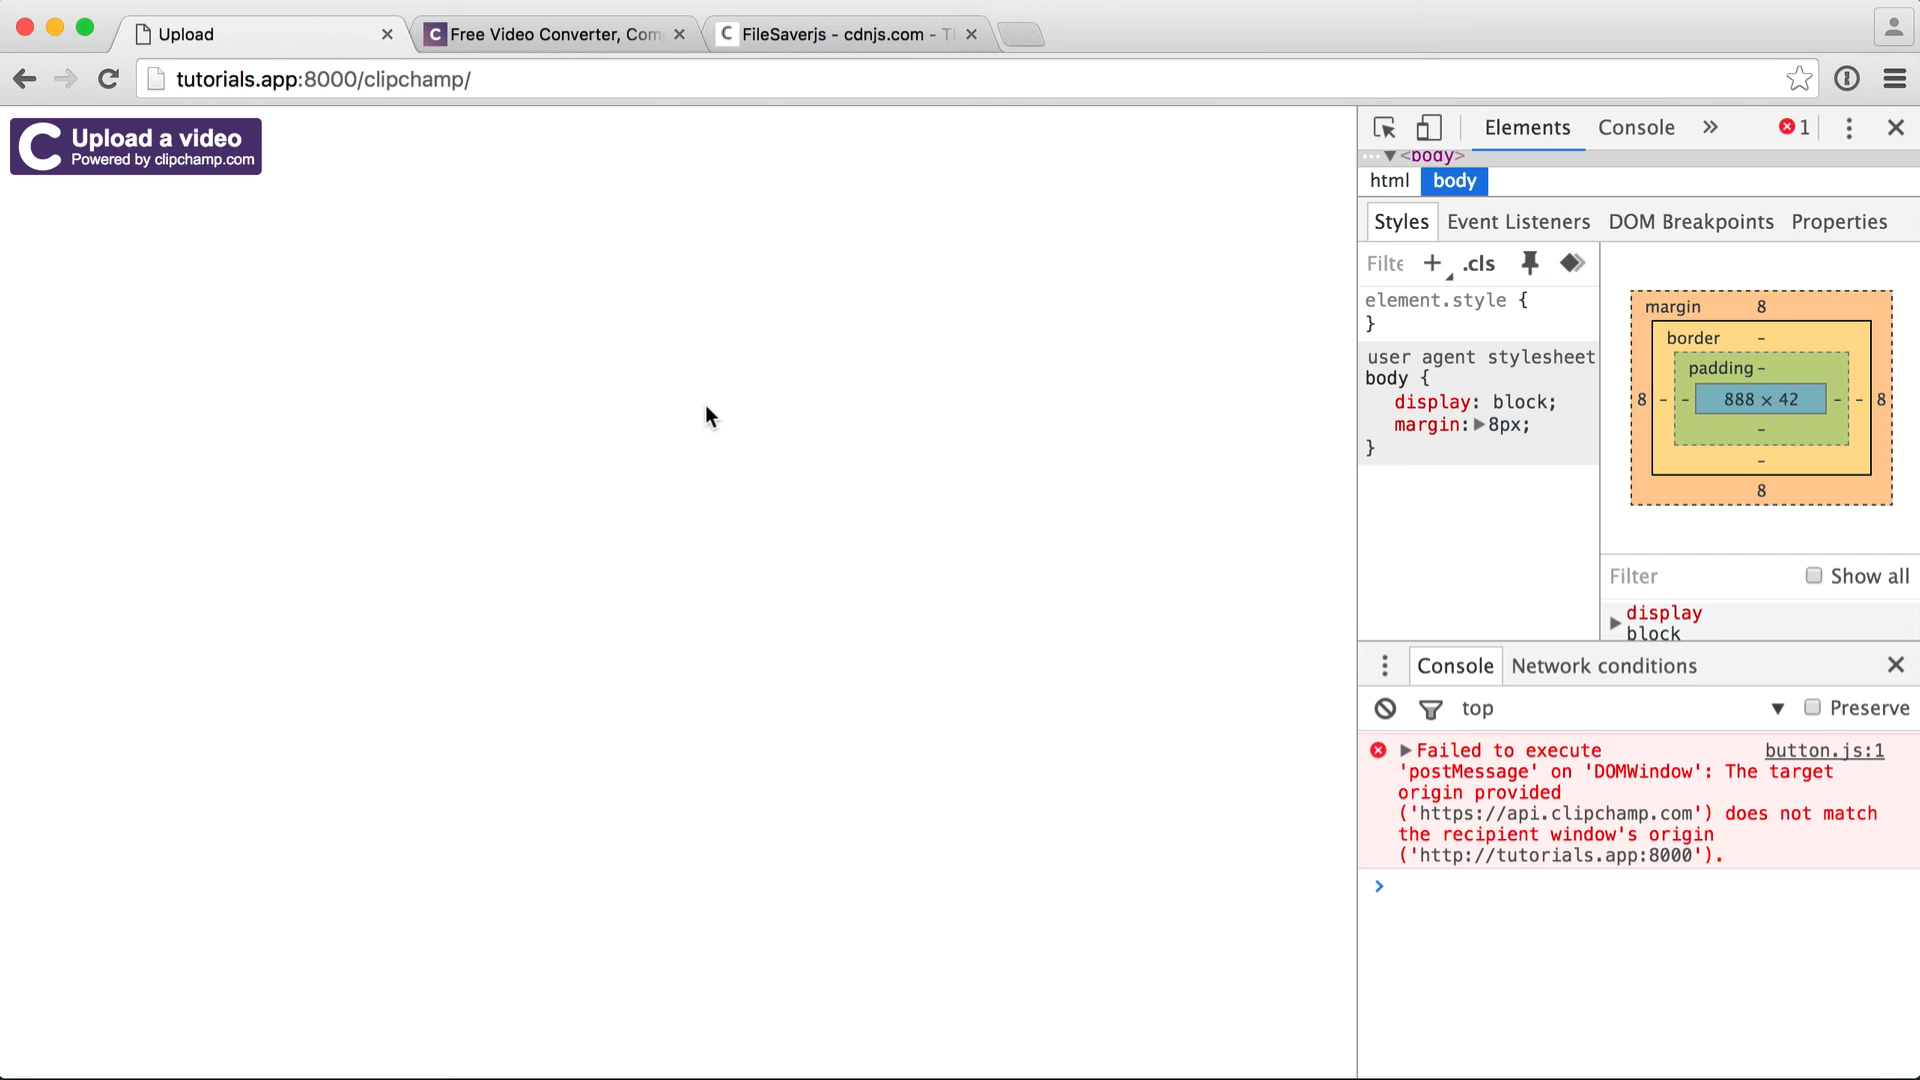 Upload
Free Video Converter, Com
FileSaverjs - cdnjs.com - T
tutorials.app:8000/clipchamp/
Upload a video
Powered by clipchamp.com
Elements
Console
1
<body>
html
body
Styles
Event Listeners
DOM Breakpoints
Properties
Filte
+
.cls
element.style {
}
user agent stylesheet
body {
display: block;
margin: 8px;
}
margin 8
border -
padding -
8 - - 888 × 42 - - 8
-
-
8
Filter
Show all
display
block
Console
Network conditions
top
Preserve
Failed to execute button.js:1
'postMessage' on 'DOMWindow': The target
origin provided
('https://api.clipchamp.com') does not match
the recipient window's origin
('http://tutorials.app:8000').